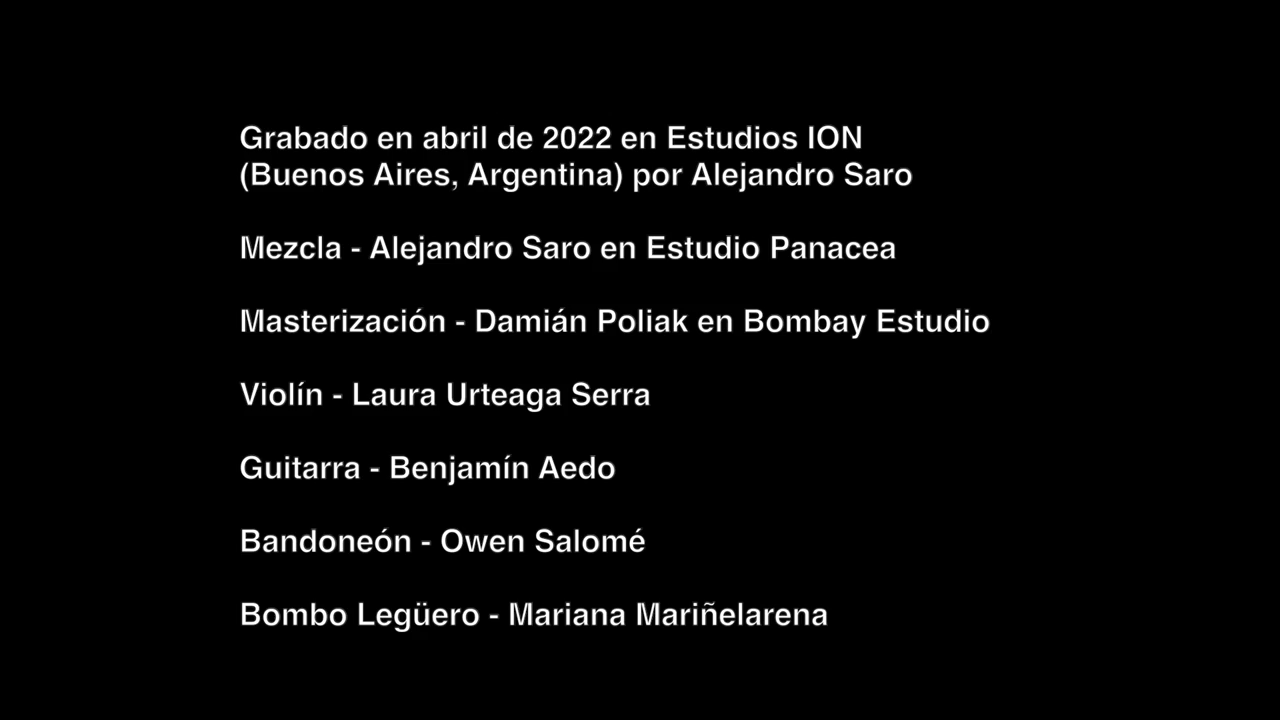 Grabado en abril de 2022 en Estudios ION
(Buenos Aires, Argentina) por Alejandro Saro
Mezcla - Alejandro Saro en Estudio Panacea
Masterización - Damián Poliak en Bombay Estudio
Violín - Laura Urteaga Serra
Guitarra - Benjamín Aedo
Bandoneón - Owen Salomé
Bombo Legüero - Mariana Mariñelarena